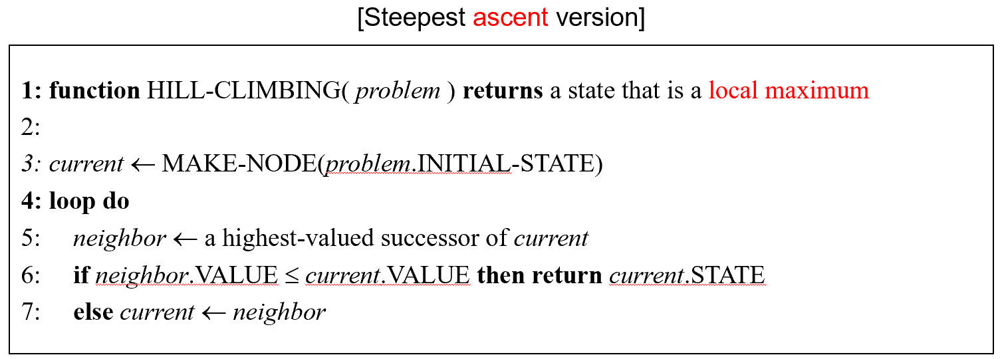 [Steepest ascent version]
1: function HILL-CLIMBING( problem ) returns a state that is a local maximum
2:
3: current ← MAKE-NODE(problem.INITIAL-STATE)
4: loop do
5: neighbor ← a highest-valued successor of current
6: if neighbor.VALUE ≤ current.VALUE then return current.STATE
7: else current ← neighbor